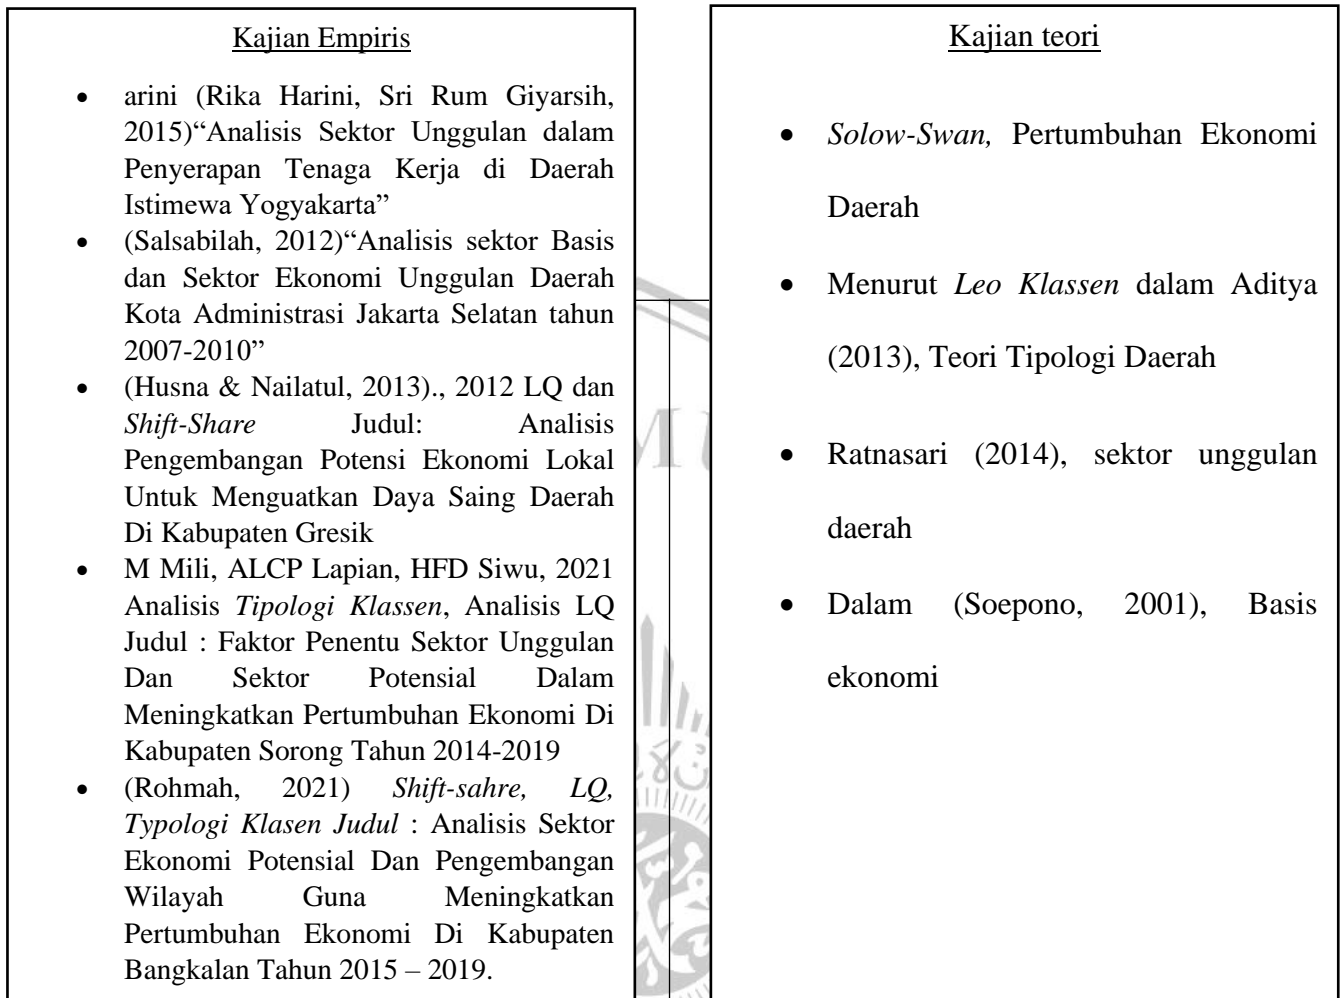 Kajian Empiris
• arini (Rika Harini, Sri Rum Giyarsih,
2015)“Analisis Sektor Unggulan dalam
Penyerapan Tenaga Kerja di Daerah
Istimewa Yogyakarta”
• (Salsabilah, 2012)“Analisis sektor Basis
dan Sektor Ekonomi Unggulan Daerah
Kota Administrasi Jakarta Selatan tahun
2007-2010”
• (Husna & Nailatul, 2013)., 2012 LQ dan
Shift-Share Judul: Analisis
Pengembangan Potensi Ekonomi Lokal
Untuk Menguatkan Daya Saing Daerah
Di Kabupaten Gresik
• M Mili, ALCP Lapian, HFD Siwu, 2021
Analisis Tipologi Klassen, Analisis LQ
Judul : Faktor Penentu Sektor Unggulan
Dan Sektor Potensial Dalam
Meningkatkan Pertumbuhan Ekonomi Di
Kabupaten Sorong Tahun 2014-2019
• (Rohmah, 2021) Shift-sahre, LQ,
Typologi Klasen Judul : Analisis Sektor
Ekonomi Potensial Dan Pengembangan
Wilayah Guna Meningkatkan
Pertumbuhan Ekonomi Di Kabupaten
Bangkalan Tahun 2015 – 2019.
Kajian teori
• Solow-Swan, Pertumbuhan Ekonomi
Daerah
• Menurut Leo Klassen dalam Aditya
(2013), Teori Tipologi Daerah
• Ratnasari (2014), sektor unggulan
daerah
• Dalam (Soepono, 2001), Basis
ekonomi